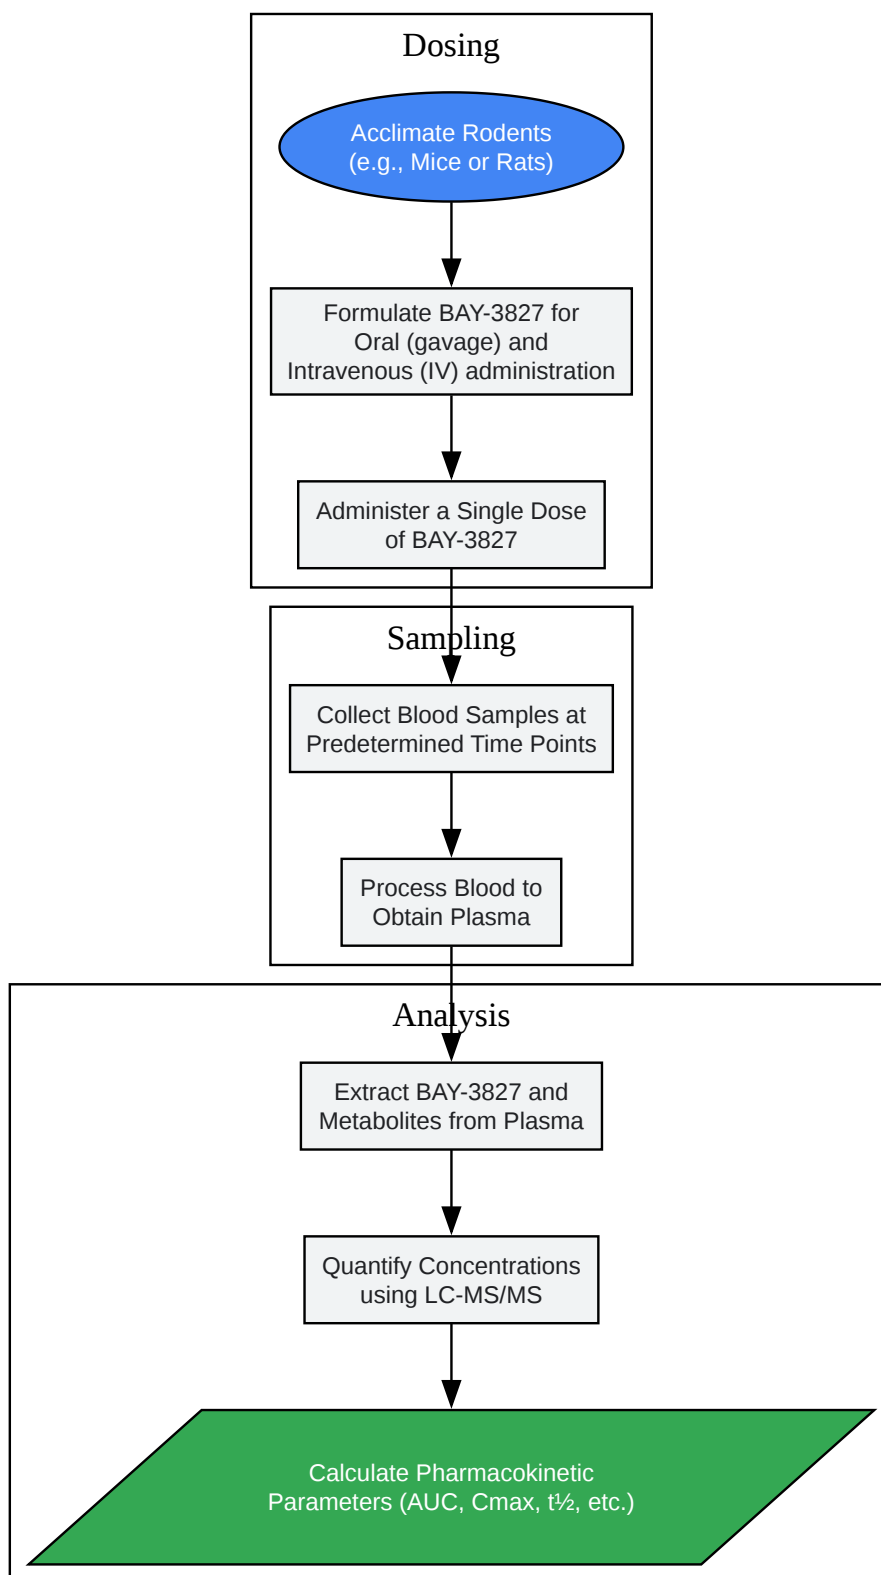 Dosing
Acclimate Rodents
(e.g., Mice or Rats)
Formulate BAY-3827 for
Oral (gavage) and
Intravenous (IV) administration
Administer a Single Dose
of BAY-3827
Sampling
Collect Blood Samples at
Predetermined Time Points
Process Blood to
Obtain Plasma
Analysis
Extract BAY-3827 and
Metabolites from Plasma
Quantify Concentrations
using LC-MS/MS
Calculate Pharmacokinetic
Parameters (AUC, Cmax, t½, etc.)